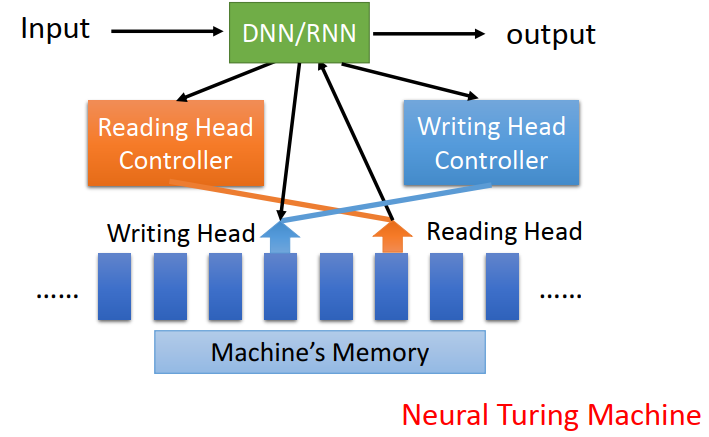 Input
DNN/RNN
output
Reading Head
Controller
Writing Head
Controller
Writing Head
Reading Head
......
......
Machine’s Memory
Neural Turing Machine